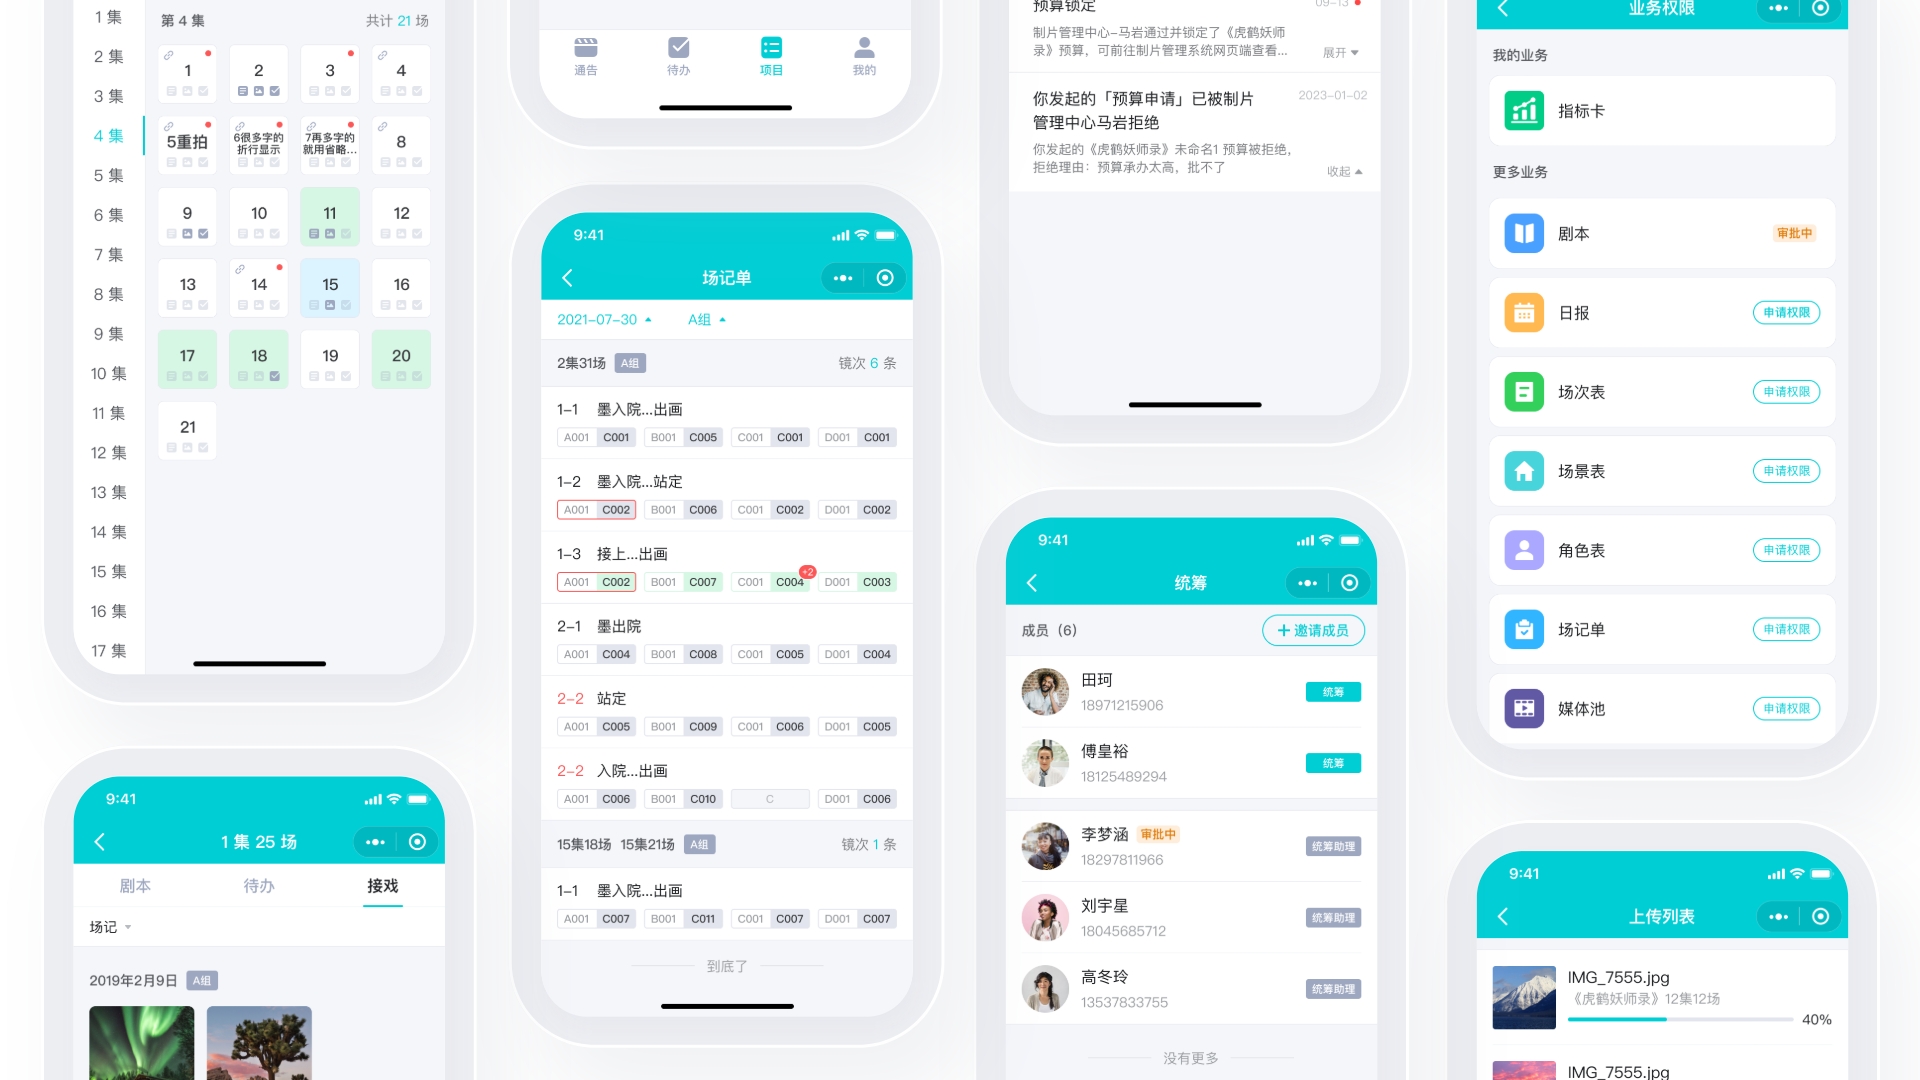 1 集
2 集
3 集
4 集
5 集
6 集
7 集
8 集
9 集
10 集
11 集
12 集
13 集
14 集
15 集
16 集
17 集
第 4 集
共计 21 场
1
2
3
4
5重拍
6很多字的
折行显示
7再多字的
就用省略...
8
9
10
11
12
13
14
15
16
17
18
19
20
21
9:41
1 集 25 场
剧本
待办
接戏
场记
2019年2月9日 A组
通告
待办
项目
我的
9:41
场记单
2021-07-30
A组
2集31场 A组
镜次 6 条
1-1 墨入院...出画
A001 C001 B001 C005 C001 C001 D001 C001
1-2 墨入院...站定
A001 C002 B001 C006 C001 C002 D001 C002
1-3 接上...出画
+2
A001 C002 B001 C007 C001 C004 D001 C003
2-1 墨出院
A001 C004 B001 C008 C001 C005 D001 C004
2-2 站定
A001 C005 B001 C009 C001 C006 D001 C005
2-2 入院...出画
A001 C006 B001 C010 C D001 C006
15集18场 15集21场 A组
镜次 1 条
1-1 墨入院...出画
A001 C007 B001 C011 C001 C007 D001 C007
到底了
预算锁定
09-13
制片管理中心-马岩通过并锁定了《虎鹤妖师
录》预算，可前往制片管理系统网页端查看...
展开
你发起的「预算申请」已被制片
管理中心马岩拒绝
2023-01-02
你发起的《虎鹤妖师录》未命名1 预算被拒绝，
拒绝理由：预算承办太高，批不了
收起
9:41
统筹
成员（6）
+ 邀请成员
田珂
18971215906
统筹
傅皇裕
18125489294
统筹
李梦涵 审批中
18297811966
统筹助理
刘宇星
18045685712
统筹助理
高冬玲
13537833755
统筹助理
没有更多
业务权限
我的业务
指标卡
更多业务
剧本
审批中
日报
申请权限
场次表
申请权限
场景表
申请权限
角色表
申请权限
场记单
申请权限
媒体池
申请权限
9:41
上传列表
IMG_7555.jpg
《虎鹤妖师录》12集12场
40%
IMG_7555.jpg